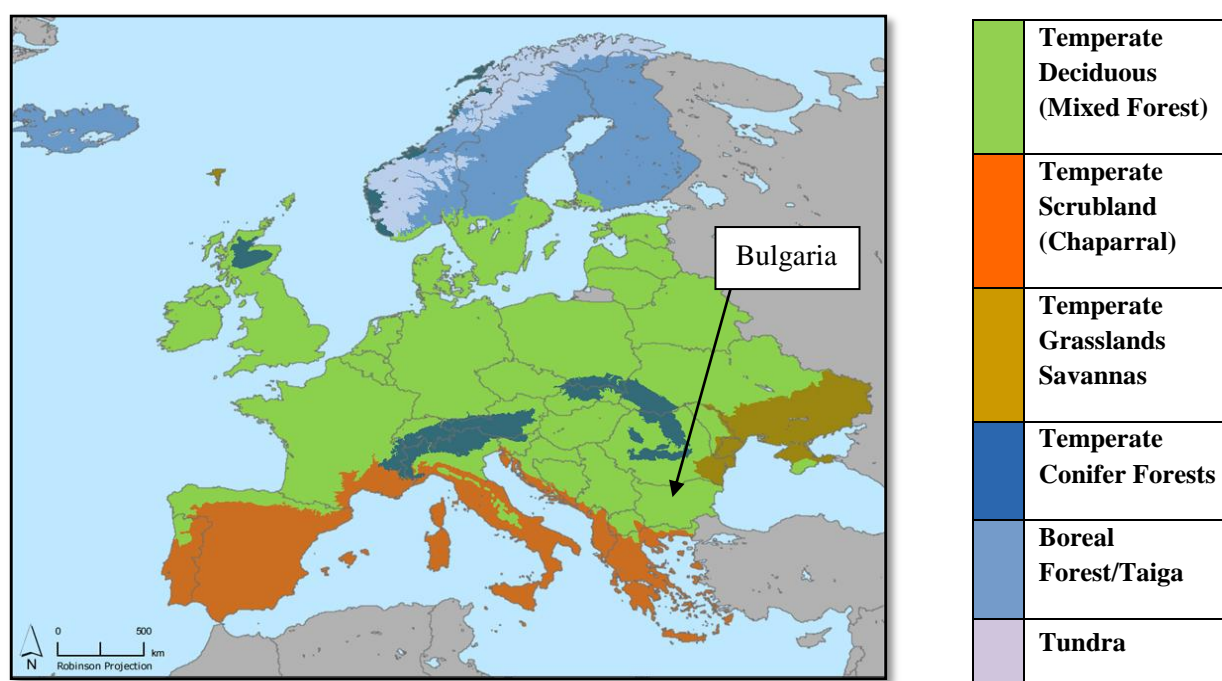 Bulgaria
0 500
km
N
Robinson Projection
Temperate
Deciduous
(Mixed Forest)
Temperate
Scrubland
(Chaparral)
Temperate
Grasslands
Savannas
Temperate
Conifer Forests
Boreal
Forest/Taiga
Tundra